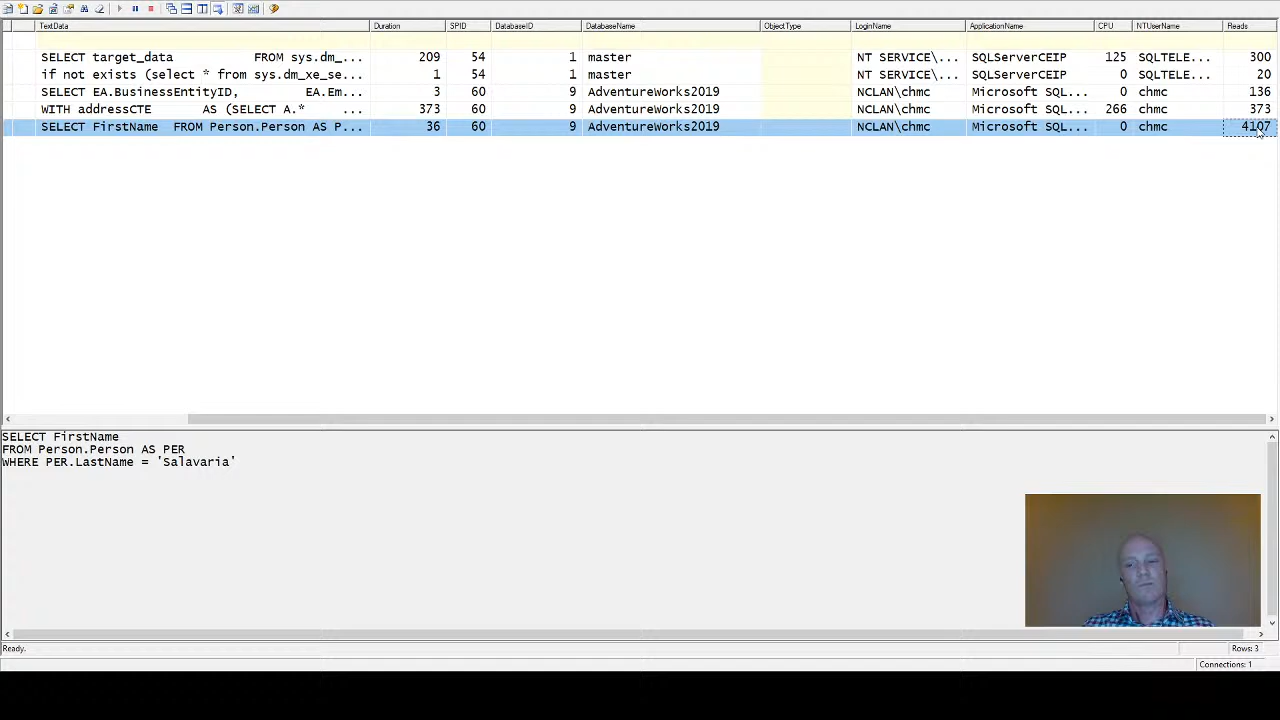 TextData Duration SPID DatabaseID DatabaseName ObjectType LoginName ApplicationName CPU NTUserName Reads
SELECT target_data FROM sys.dm_... 209 54 1 master NT SERVICE\... SQLServerCEIP 125 SQLTELE... 300
if not exists (select * from sys.dm_xe_se... 1 54 1 master NT SERVICE\... SQLServerCEIP 0 SQLTELE... 20
SELECT EA.BusinessEntityID, EA.Em... 3 60 9 AdventureWorks2019 NCLAN\chmc Microsoft SQL... 0 chmc 136
WITH addressCTE AS (SELECT A.* ... 373 60 9 AdventureWorks2019 NCLAN\chmc Microsoft SQL... 266 chmc 373
SELECT FirstName FROM Person.Person AS P... 36 60 9 AdventureWorks2019 NCLAN\chmc Microsoft SQL... 0 chmc 4107
SELECT FirstName
FROM Person.Person AS PER
WHERE PER.LastName = 'Salavaria'
Ready. Rows: 3
Connections: 1